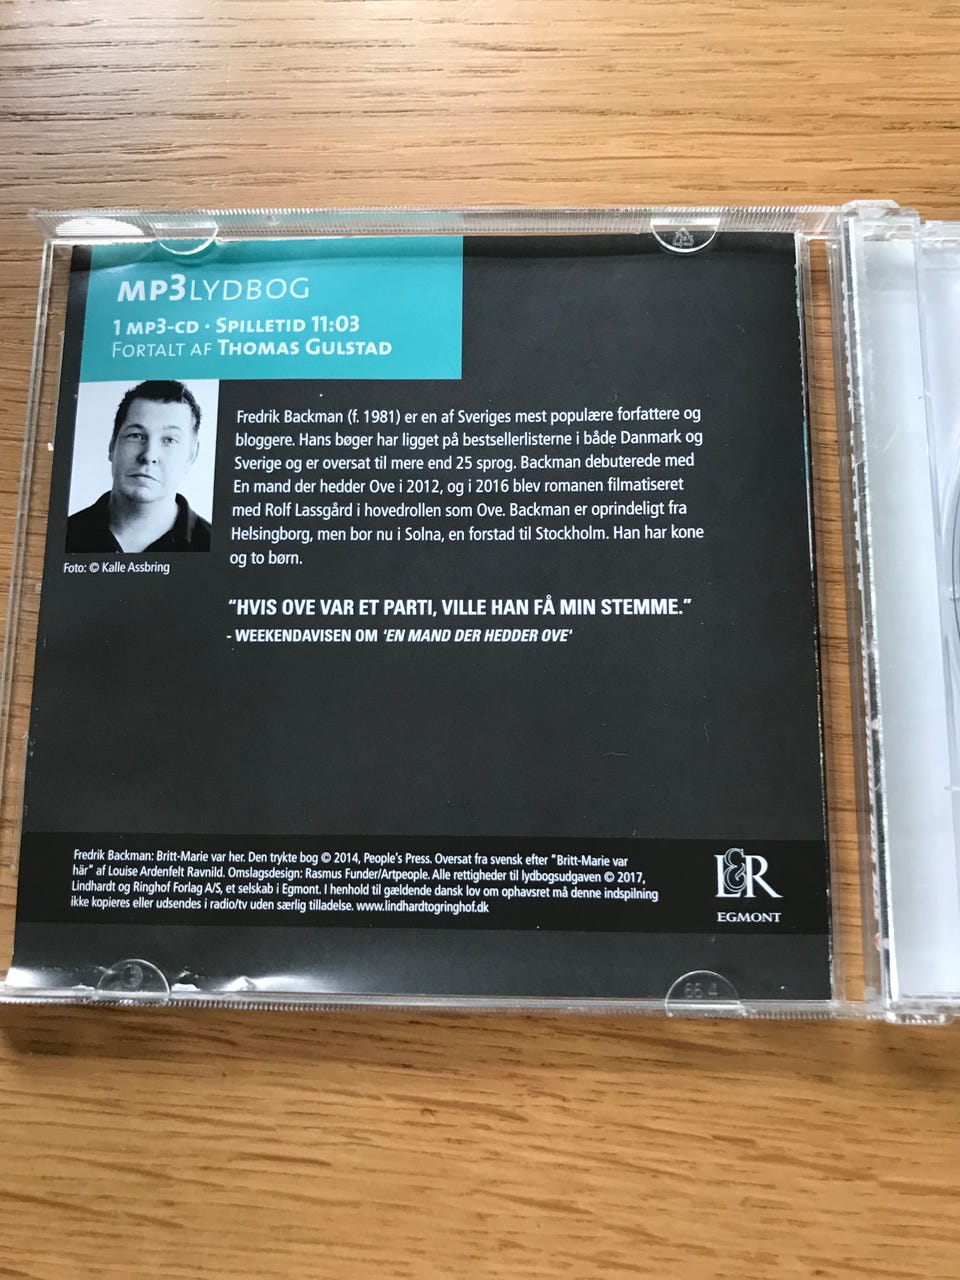 MP3LYDBOG
1 MP3-CD · SPILLETID 11:03
FORTALT AF THOMAS GULSTAD
Fredrik Backman (f. 1981) er en af Sveriges mest populære forfattere og
bloggere. Hans bøger har ligget på bestsellerlisterne i både Danmark og
Sverige og er oversat til mere end 25 sprog. Backman debuterede med
En mand der hedder Ove i 2012, og i 2016 blev romanen filmatiseret
med Rolf Lassgård i hovedrollen som Ove. Backman er oprindeligt fra
Helsingborg, men bor nu i Solna, en forstad til Stockholm. Han har kone
og to børn.
Foto: © Kalle Assbring
“HVIS OVE VAR ET PARTI, VILLE HAN FÅ MIN STEMME.”
- WEEKENDAVISEN OM 'EN MAND DER HEDDER OVE'
Fredrik Backman: Britt-Marie var her. Den trykte bog © 2014, People's Press. Oversat fra svensk efter "Britt-Marie var
här" af Louise Ardenfelt Ravnild. Omslagsdesign: Rasmus Funder/Artpeople. Alle rettigheder til lydbogsudgaven © 2017,
Lindhardt og Ringhof Forlag A/S, et selskab i Egmont. I henhold til gældende dansk lov om ophavsret må denne indspilning
ikke kopieres eller udsendes i radio/tv uden særlig tilladelse. www.lindhardtogringhof.dk
L&R
EGMONT